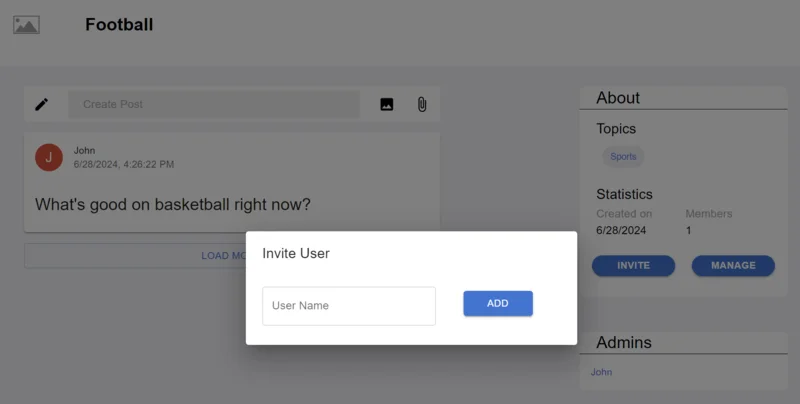 Football
Create Post
J
John
6/28/2024, 4:26:22 PM
What's good on basketball right now?
LOAD MO
Invite User
User Name
ADD
About
Topics
Sports
Statistics
Created on Members
6/28/2024 1
INVITE MANAGE
Admins
John